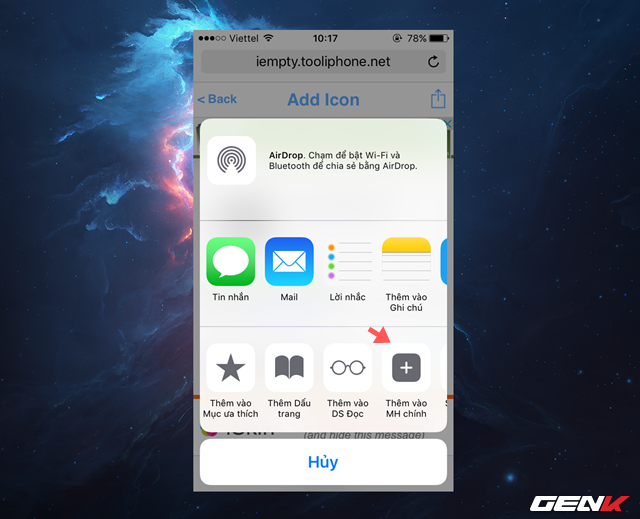 Viettel 10:17 78%
iempty.tooliphone.net
< Back Add Icon
AirDrop. Chạm để bật Wi-Fi và
Bluetooth để chia sẻ bằng AirDrop.
Tin nhắn Mail Lời nhắc Thêm vào
Ghi chú
Thêm vào Thêm Dấu Thêm vào Thêm vào
Mục ưa thích trang DS Đọc MH chính
(and hide this message)
Hủy
GENK